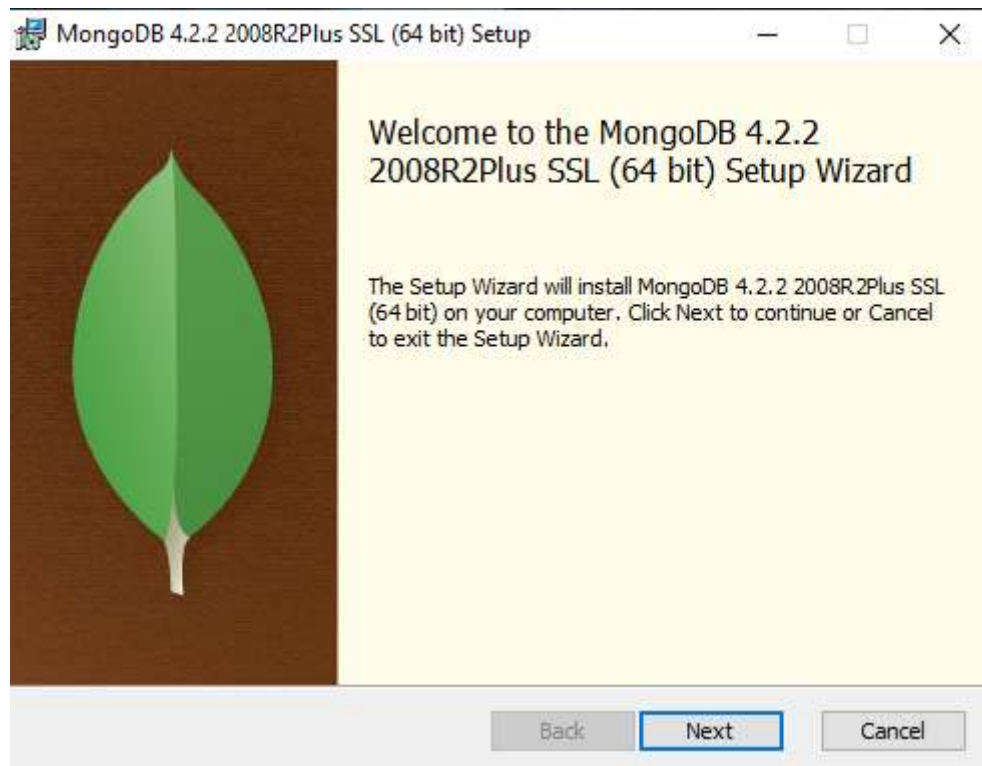 MongoDB 4.2.2 2008R2Plus SSL (64 bit) Setup
Welcome to the MongoDB 4.2.2
2008R2Plus SSL (64 bit) Setup Wizard
The Setup Wizard will install MongoDB 4.2.2 2008R2Plus SSL
(64 bit) on your computer. Click Next to continue or Cancel
to exit the Setup Wizard.
Back Next Cancel